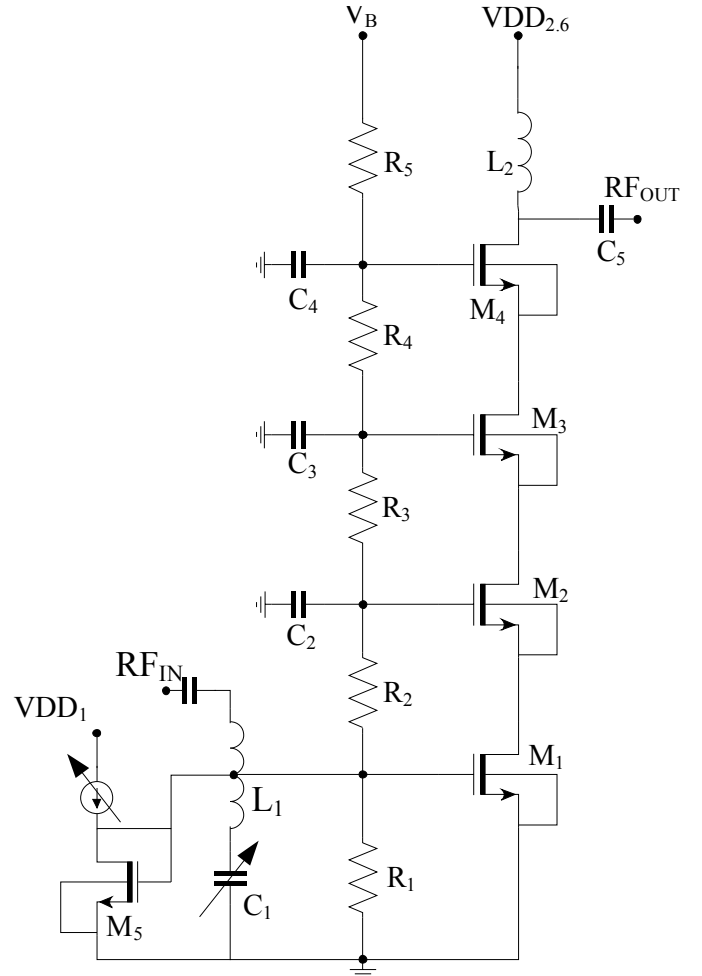 V_B
VDD_2.6
R_5
L_2
RF_OUT
C_5
C_4
M_4
R_4
M_3
C_3
R_3
M_2
C_2
RF_IN
R_2
VDD_1
M_1
L_1
R_1
C_1
M_5